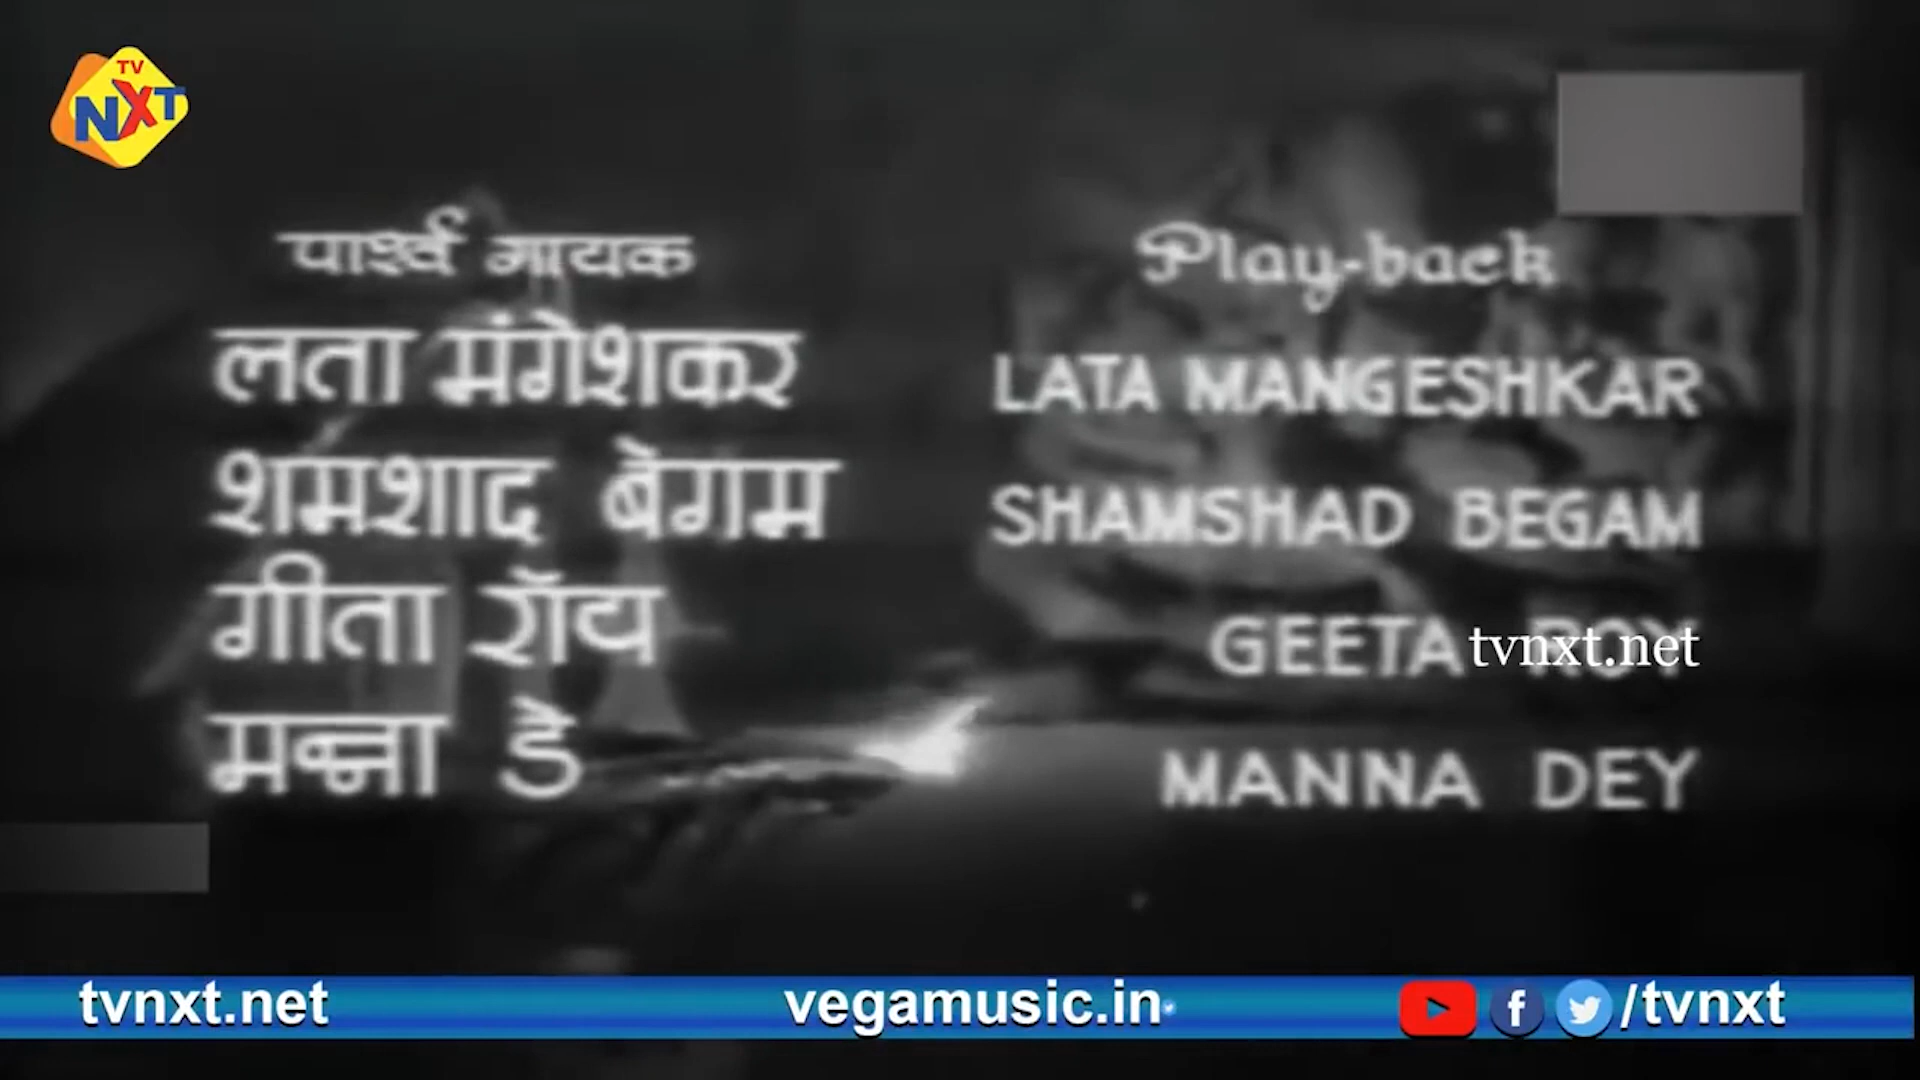 TV
NXT
पार्श्व गायक
लता मंगेशकर
शमशाद बेगम
गीता रॉय
मन्ना डे
Play-back
LATA MANGESHKAR
SHAMSHAD BEGAM
GEETA ROY
tvnxt.net
MANNA DEY
tvnxt.net
vegamusic.in
/tvnxt